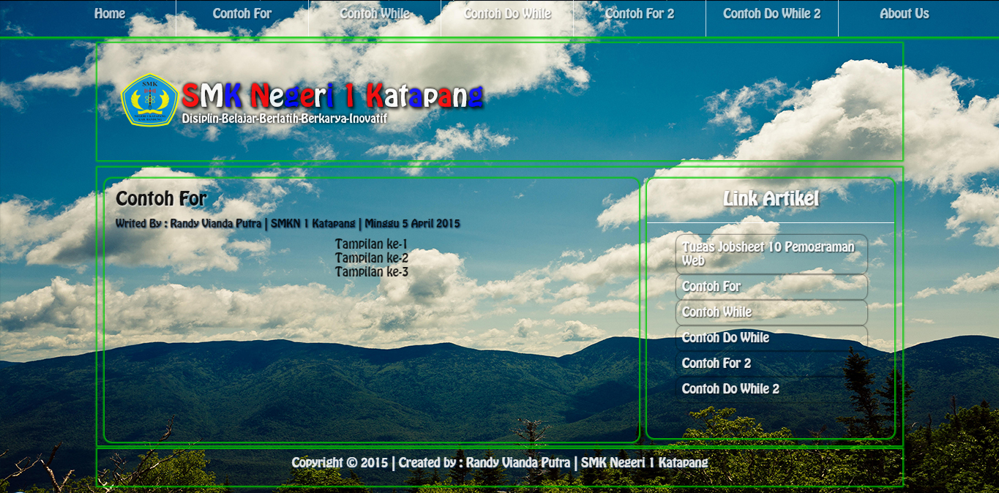 Home Contoh For Contoh While Contoh Do While Contoh For 2 Contoh Do While 2 About Us
SMK
SMK Negeri 1 Katapang
Disiplin-Belajar-Berlatih-Berkarya-Inovatif
Contoh For
Writed By : Randy Vianda Putra | SMKN 1 Katapang | Minggu 5 April 2015
Tampilan ke-1
Tampilan ke-2
Tampilan ke-3
Link Artikel
Tugas Jobsheet 10 Pemograman
Web
Contoh For
Contoh While
Contoh Do While
Contoh For 2
Contoh Do While 2
Copyright © 2015 | Created by : Randy Vianda Putra | SMK Negeri 1 Katapang